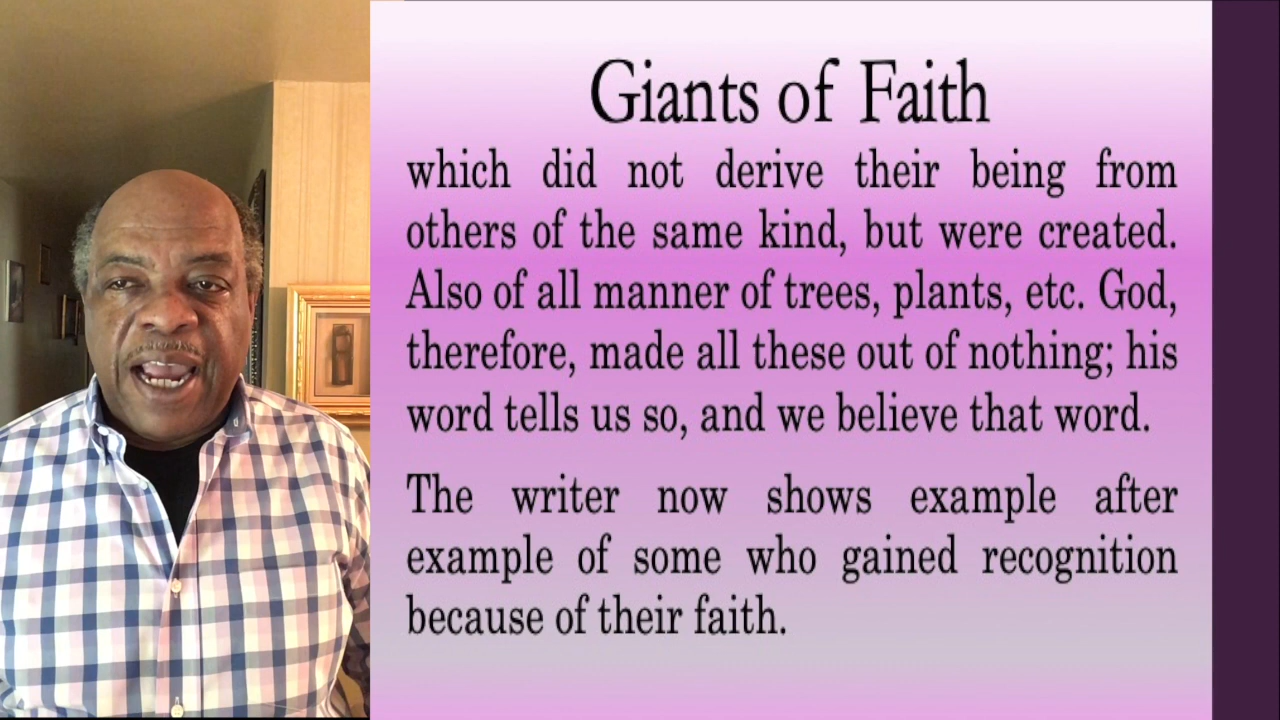 Giants of Faith
which did not derive their being from
others of the same kind, but were created.
Also of all manner of trees, plants, etc. God,
therefore, made all these out of nothing; his
word tells us so, and we believe that word.
The writer now shows example after
example of some who gained recognition
because of their faith.